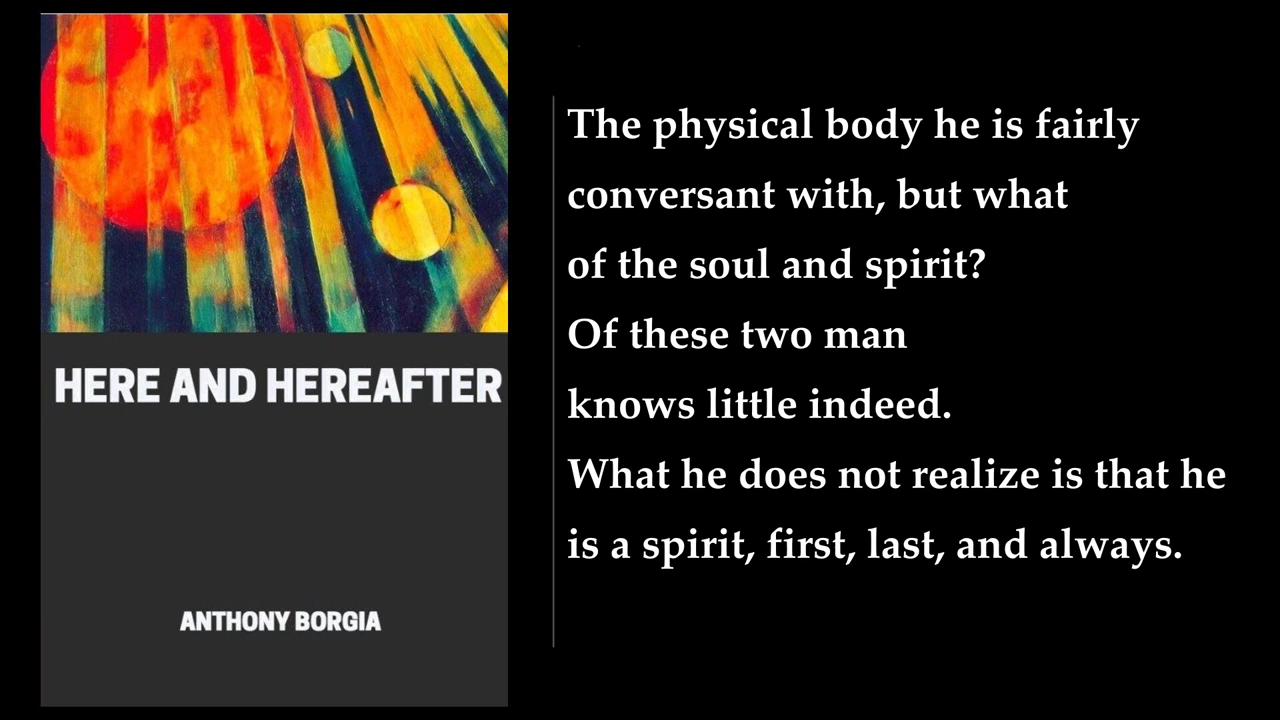 HERE AND HEREAFTER
ANTHONY BORGIA
The physical body he is fairly
conversant with, but what
of the soul and spirit?
Of these two man
knows little indeed.
What he does not realize is that he
is a spirit, first, last, and always.